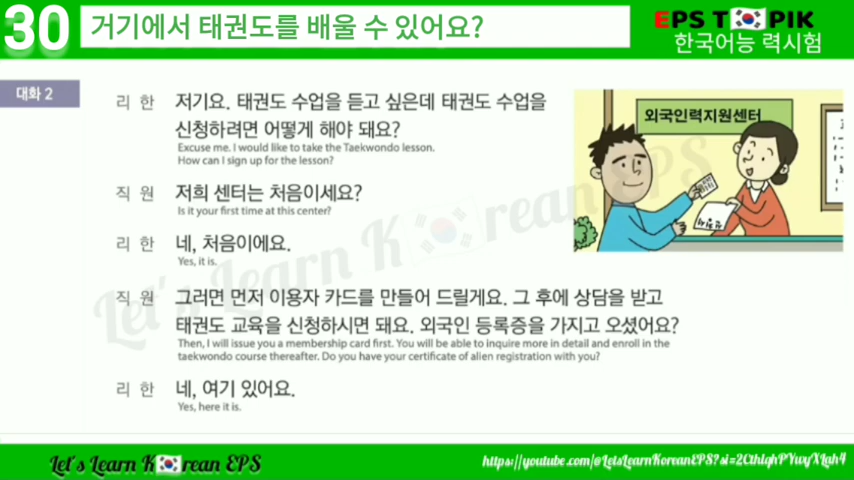 30 거기에서 태권도를 배울 수 있어요?
EPS T PIK
한국어능 력시험
대화 2
리 한 저기요. 태권도 수업을 듣고 싶은데 태권도 수업을
신청하려면 어떻게 해야 돼요?
Excuse me. I would like to take the Taekwondo lesson.
How can I sign up for the lesson?
외국인력지원센터
직 원 저희 센터는 처음이세요?
Is it your first time at this center?
리 한 네, 처음이에요.
Yes, it is.
직 원 그러면 먼저 이용자 카드를 만들어 드릴게요. 그 후에 상담을 받고
태권도 교육을 신청하시면 돼요. 외국인 등록증을 가지고 오셨어요?
Then, I will issue you a membership card first. You will be able to inquire more in detail and enroll in the
taekwondo course thereafter. Do you have your certificate of alien registration with you?
리 한 네, 여기 있어요.
Yes, here it is.
Let's Learn K rean EPS
Let's Learn K rean EPS